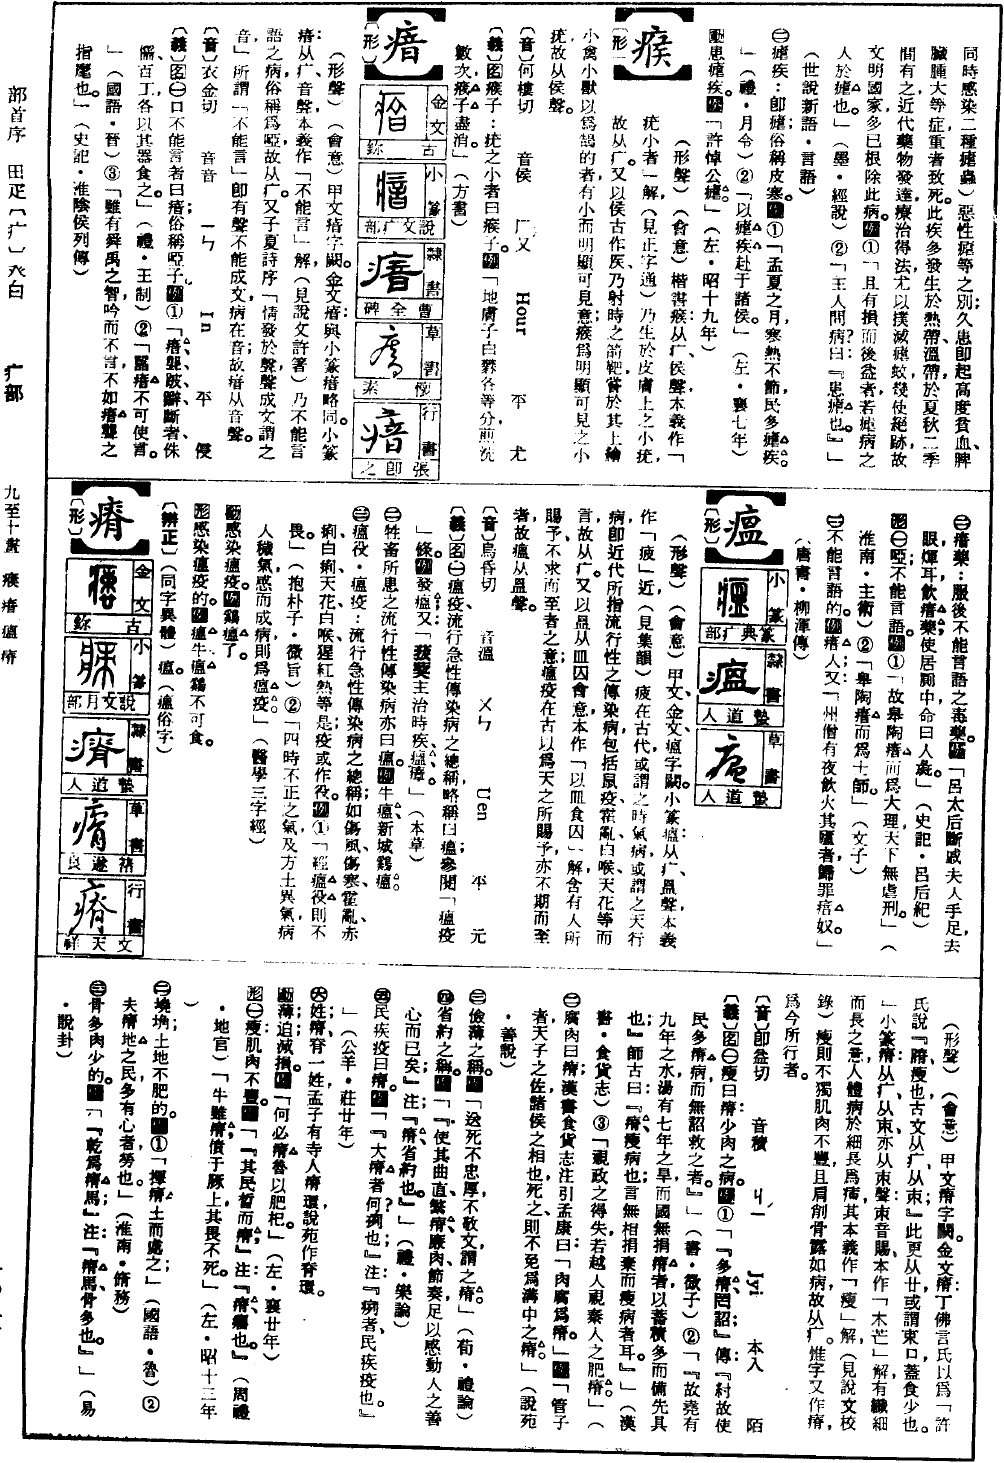 同時感染二種瘧蟲）惡性瘧等之別久患卽起高度貧血、脾
臟腫大等症，重者致死。此疾多發生於熱帶溫帶於夏秋二季
間有之，近代藥物發達，療治得法，尤以撲滅瘧蚊，幾使絕跡，故
文明國家多已根除此病。例①「且有損而後益者，若瘧病之
人於瘧也。」（墨・經說）②「主人問病？曰：『患瘧也。』」
（世說新語・言語）
㊁瘧疾：卽瘧，俗稱皮寒。例①「孟夏之月，寒熱不節，民多瘧疾。
」（禮・月令）②「以瘧疾赴于諸侯。」（左・襄七年）
動患瘧疾。例「許悼公瘧。」（左・昭十九年）
瘊
〔形〕
（形聲）（會意）楷書瘊从疒、侯聲，本義作「
疣小者」解（見正字通）乃生於皮膚上之小疣，
故从疒。又以侯古作矦，乃射時之箭靶，嘗於其上繪
小禽小獸以爲鵠的者，有小而明顯可見意，瘊爲明顯可見之小
疣，故从侯聲。
〔音〕何樓切 音侯 ㄏㄡ Hour 平 尤
〔義〕名瘊子：疣之小者曰瘊子。例「地膚子白礬各等分煎洗
數次，瘊子盡消。」（方書）
瘖
〔形〕
金文 古鉨
小篆 說文疒部
隸書 曹全碑
草書 懷素
行書 張卽之
（形聲）（會意）甲文瘖字闕。金文瘖：與小篆瘖略同。小篆
瘖：从疒、音聲，本義作「不能言」解（見說文許箸）乃不能言
語之病，俗稱爲啞，故从疒。又子夏詩序「情發於聲，聲成文謂之
音」所謂「不能言」卽有聲不能成文，病在音；故瘖从音聲。
〔音〕衣金切 音音 ㄧㄣ In 平 侵
〔義〕名㊀口不能言者曰瘖，俗稱啞子；例①「瘖、聾、跛、躃、斷者、侏
儒，百工各以其器食之。」（禮・王制）②「嚚瘖不可使言。
」（國語・晉）③「雖有舜禹之智，吟而不言，不如瘖聾之
指麾也。」（史記・淮陰侯列傳）
㊁瘖藥：服後不能言語之毒藥。例「呂太后斷戚夫人手足，去
眼煇耳，飲瘖藥，使居廁中，命曰人彘。」（史記・呂后紀）
形㊀啞；不能言語。例①「故皋陶瘖而爲大理，天下無虐刑。」（
淮南・主術）②「皋陶瘖而爲士師。」（文子）
㊁不能習語的。例瘖人；又「州僧有夜飲火其廬者歸罪瘖奴。」
（唐書・柳渾傳）
瘟
〔形〕
小篆 篆典疒部
隸書 蟄道人
草書 蟄道人
（形聲）（會意）甲文、金文瘟字闕。小篆瘟：从疒、昷聲，本義
作「疫」近（見集韻）疫在古代或謂之時氣病，或謂之天行
病，卽近代所指流行性之傳染病，包括鼠疫、霍亂、白喉、天花等而
言，故从疒。又以昷从皿、囚會意，本作「以皿食囚」解，含有人所
賜予，不求而至者之意，瘟疫在古以爲天之所賜予，亦不期而至
者，故瘟从昷聲。
〔音〕烏昏切 音溫 ㄨㄣ Uen 平 元
〔義〕名㊀瘟疫，流行急性傳染病之總稱，略稱曰瘟；參閱「瘟疫
」條。例發瘟；又「莪葜主治時疾瘟瘧。」（本草）
㊁牲畜所患之流行性傳染病亦曰瘟。例牛瘟、新城鷄瘟。
㊂瘟疫・瘟疫：流行急性傳染病之總稱；如傷風、傷寒、霍亂、赤
痢、白痢、天花、白喉、猩紅熱等是；疫或作役。例①「經瘟役則不
畏」（抱朴子・微旨）②「四時不正之氣及方土異氣病
人穢氣感而成病，則爲瘟疫」。（醫學三字經）
動感染瘟疫。例鷄瘟了。
形感染瘟疫的。例瘟牛瘟鷄不可食。
〔辨正〕（同字異體）瘟。（瘟俗字）
瘠
〔形〕
金文 古鉨
小篆 說文月部
隸書 蟄道人
草書 褚遂良
行書 文天祥
（形聲）（會意）甲文瘠字闕。金文瘠：丁佛言氏以爲「許
氏說『膌，瘦也，古文从疒从朿；』此更从廿，或謂朿口蓋食少也。
」小篆瘠：从疒、从朿，亦从朿聲；朿音賜，本作「木芒」解，有纖細
而長之意，人體病於細長爲瘠；其本義作「瘦」解（見說文校
錄）瘦則不獨肌肉不豐，且肩削骨露如病，故从疒。惟字又作瘠，
爲今所行者。
〔音〕卽益切 音積 ㄐㄧ Jyi 本入 陌
〔義〕名㊀瘦曰瘠，少肉之病。例①「『多瘠罔詔』傳：『紂故使
民多瘠病，而無詔救之者。』」（書・微子）②「『故堯有
九年之水，湯有七年之旱，而國無捐瘠者，以蓄積多而備先具
也』師古曰：『瘠，瘦病也。言無相捐棄而瘦病者耳。』」（漢
書・食貨志）③「視政之得失，若越人視秦人之肥瘠。」（
㊁腐肉曰瘠，漢書食貨志注引孟康曰：「肉腐爲瘠。」例「管子
者，天子之佐，諸侯之相也，死之則不免爲溝中之瘠。」（說苑
・善說）
㊂儉薄之稱。例「送死不忠厚，不敬文，謂之瘠。」（荀・禮論）
㊃省約之稱。例「『使其曲直繁瘠廉肉節奏，足以感動人之善
心而已矣』注『瘠，省約也。』」（禮・樂論）
㊄民疾疫曰瘠。例「『大瘠者何？㾐也』注：『㾐者，民疾疫也。』
」（公羊・莊廿年）
㊅姓，瘠脊一姓，孟子有寺人瘠環，說苑作脊環。
動薄迫；減損。例「何必瘠魯以肥杞。」（左・襄廿年）
形㊀瘦；肌肉不豐。例「『其民晳而瘠』；注：『瘠，臞也。』（周禮
・地官）「牛雖瘠，僨于豚上，其畏不死。」（左・昭十三年
）
㊁墝埆；土地不肥的。例①「擇瘠土而處之」；（國語・魯）②
夫瘠地之民，多有心者，勞也。」（淮南・脩務）
㊂骨多肉少的。例「『乾爲瘠馬』；注：『瘠馬，骨多也。』」（易
・說卦）
部首序 田疋〔疒〕癶白 疒部 九至十畫 瘊瘖瘟瘠